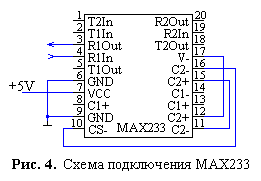 1 T2In R2Out 20
2 T1In R2In 19
3 R1Out T2Out 18
4 R1In V- 17
5 T1Out C2- 16
6 GND C2+ 15
+5V 7 VCC C1- 14
8 C1+ C1+ 13
9 GND C2+ 12
10 CS- MAX233 C2- 11
Рис. 4. Схема подключения MAX233